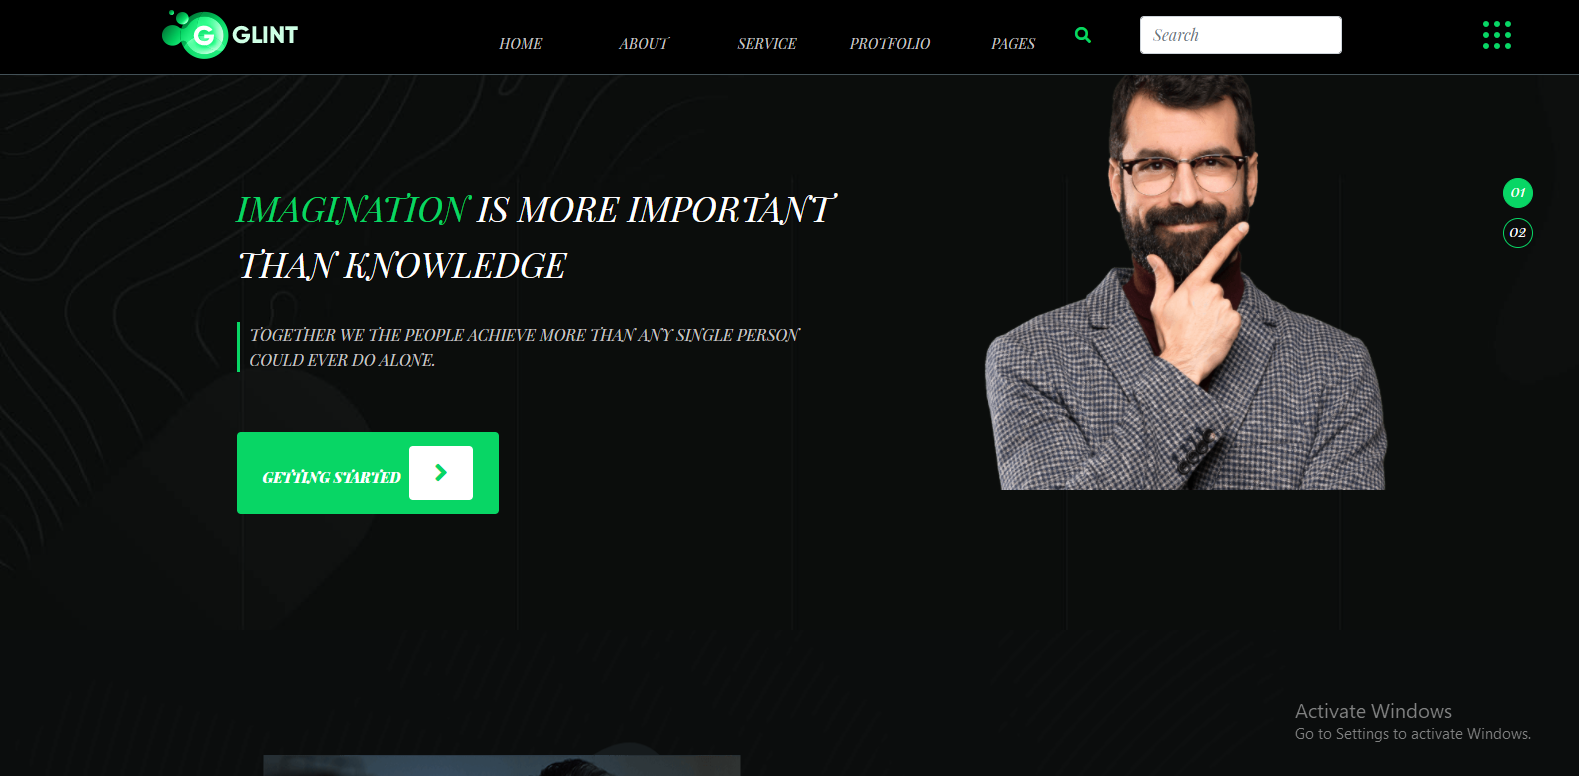 G GLINT
HOME ABOUT SERVICE PROTFOLIO PAGES Search
IMAGINATION IS MORE IMPORTANT
THAN KNOWLEDGE
TOGETHER WE THE PEOPLE ACHIEVE MORE THAN ANY SINGLE PERSON
COULD EVER DO ALONE.
GETTING STARTED
01
02
Activate Windows
Go to Settings to activate Windows.